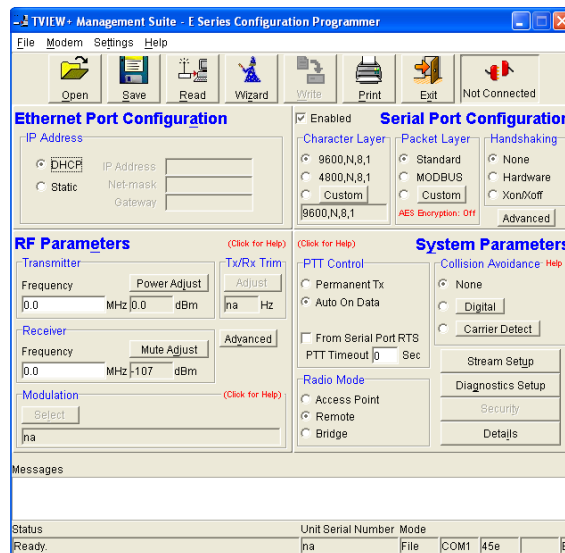 TVIEW+ Management Suite - E Series Configuration Programmer
File Modem Settings Help
Open Save Read Wizard Write Print Exit Not Connected
Ethernet Port Configuration
IP Address
DHCP
Static
IP Address
Net-mask
Gateway
Enabled
Serial Port Configuration
Character Layer
9600,N,8,1
4800,N,8,1
Custom
9600,N,8,1
Packet Layer
Standard
MODBUS
Custom
AES Encryption: Off
Handshaking
None
Hardware
Xon/Xoff
Advanced
RF Parameters
(Click for Help)
Transmitter
Frequency
Power Adjust
0.0 MHz 0.0 dBm
Tx/Rx Trim
Adjust
na Hz
Receiver
Frequency
Mute Adjust
0.0 MHz -107 dBm
Advanced
Modulation
(Click for Help)
Select
na
(Click for Help)
System Parameters
PTT Control
Permanent Tx
Auto On Data
From Serial Port RTS
PTT Timeout 0 Sec
Radio Mode
Access Point
Remote
Bridge
Collision Avoidance Help
None
Digital
Carrier Detect
Stream Setup
Diagnostics Setup
Security
Details
Messages
Status Unit Serial Number Mode
Ready. na File COM1 45e